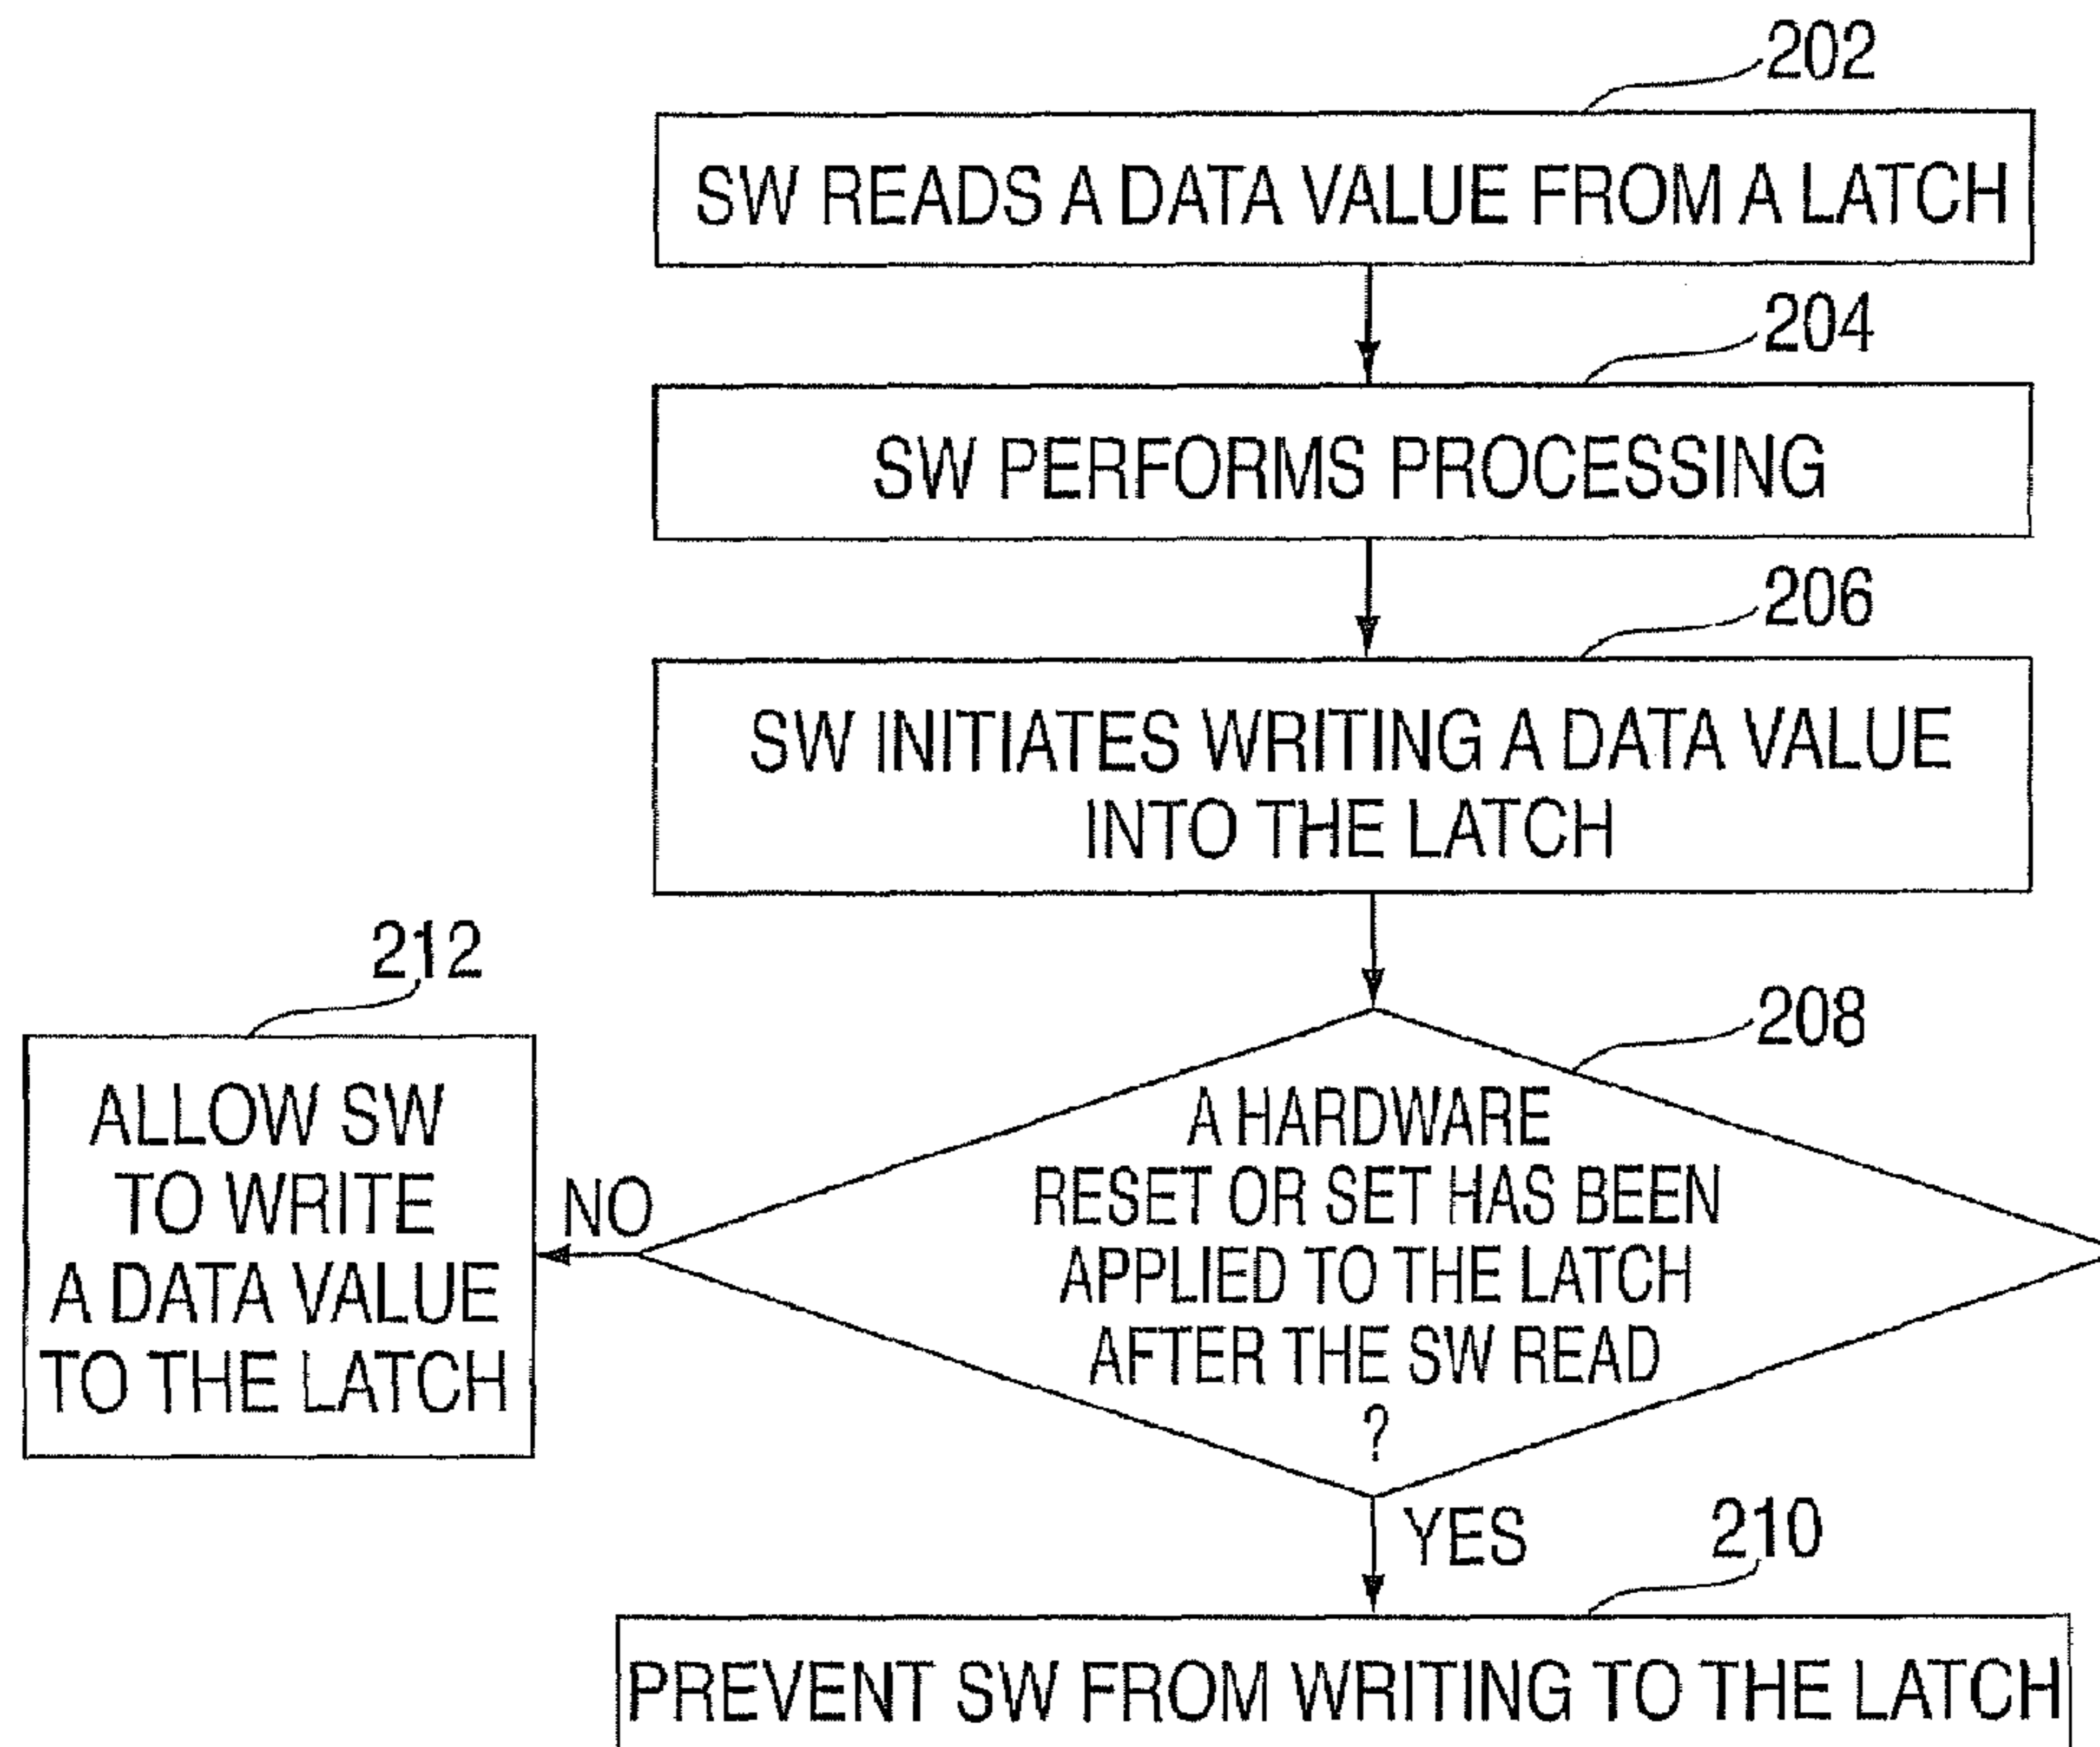 202
SW READS A DATA VALUE FROM A LATCH
204
SW PERFORMS PROCESSING
206
SW INITIATES WRITING A DATA VALUE
INTO THE LATCH
212
ALLOW SW
TO WRITE
A DATA VALUE
TO THE LATCH
NO
208
A HARDWARE
RESET OR SET HAS BEEN
APPLIED TO THE LATCH
AFTER THE SW READ
?
YES
210
PREVENT SW FROM WRITING TO THE LATCH